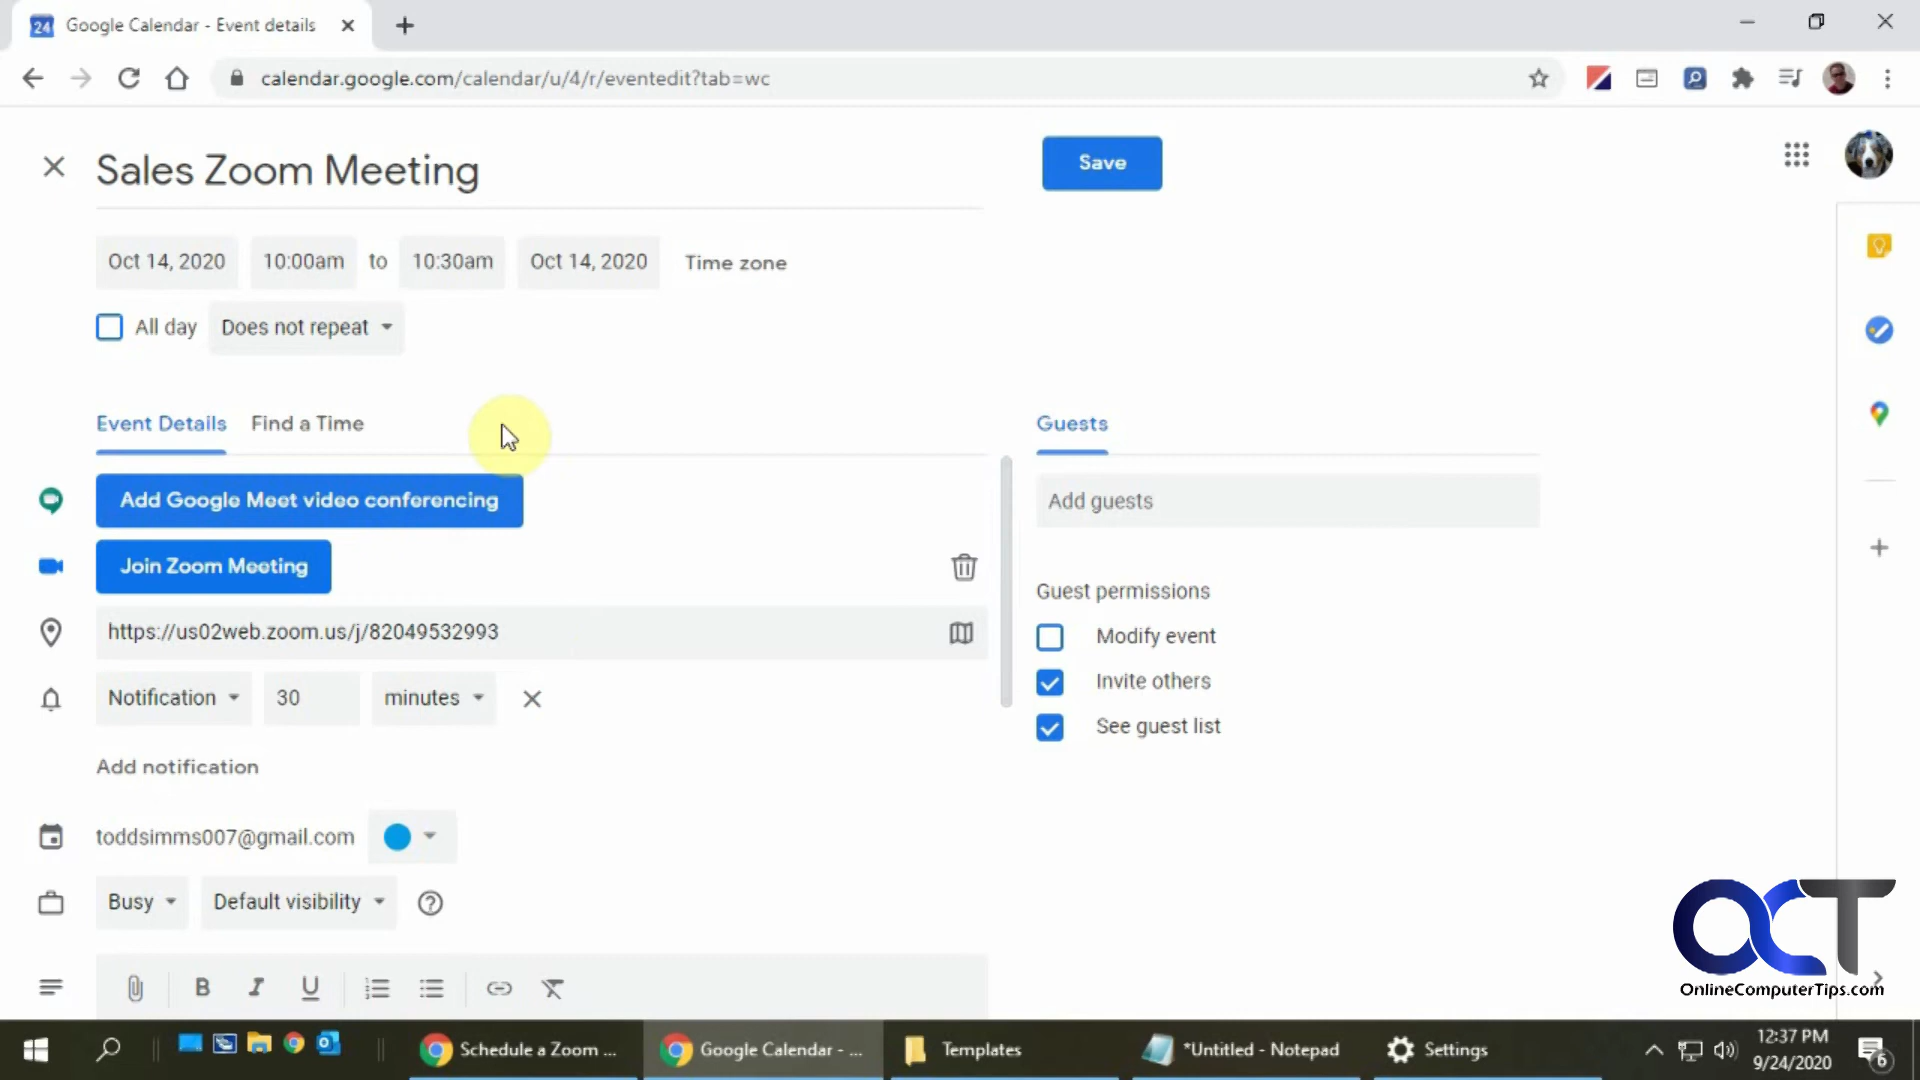 24 Google Calendar - Event details
calendar.google.com/calendar/u/4/r/eventedit?tab=wc
Sales Zoom Meeting
Save
Oct 14, 2020 10:00am to 10:30am Oct 14, 2020 Time zone
All day Does not repeat
Event Details Find a Time
Guests
Add Google Meet video conferencing
Add guests
Join Zoom Meeting
https://us02web.zoom.us/j/82049532993
Guest permissions
Modify event
Invite others
See guest list
Notification 30 minutes
Add notification
toddsimms007@gmail.com
Busy Default visibility
B I U
OCT
OnlineComputerTips.com
Schedule a Zoom ... Google Calendar - ... Templates *Untitled - Notepad Settings
12:37 PM
9/24/2020
6